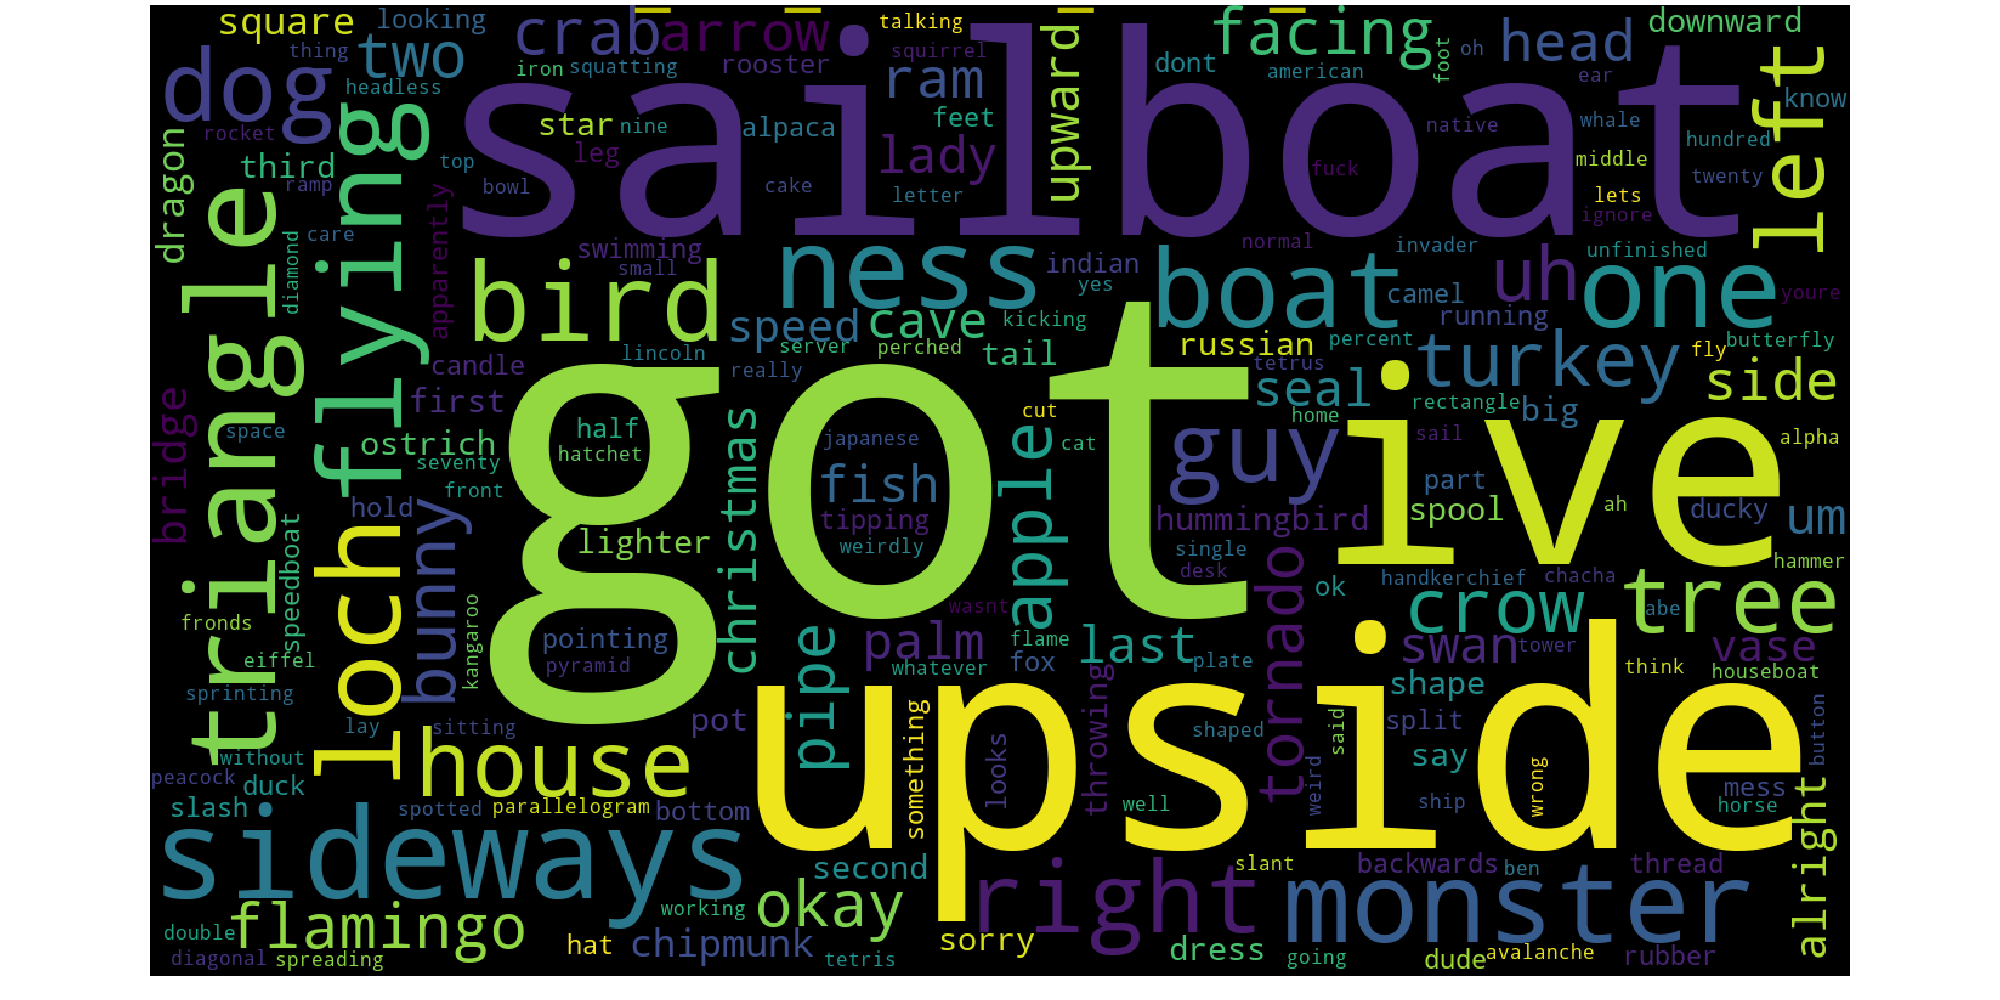 square
looking
crab
arrow
talking
upward
facing
head
downward
thing
two
iron
squatting
squirrel
rooster
ram
dont
oh
american
foot
ear
left
know
dog
headless
flying
sailboat
rocket
star
nine
alpaca
feet
native
whale
hundred
dragon
third
top
leg
lady
middle
ramp
bowl
cake
letter
fuck
lets
twenty
ignore
triangle
care
diamond
apparently
swimming
small
ness
normal
invader
unfinished
bird
indian
yes
boat
camel
uh
one
youre
speed
cave
kicking
running
lincoln
server
perched
tail
russian
percent
turkey
fly
butterfly
candle
really
got
tetrus
seal
side
bridge
first
christmas
cut
home
rectangle
big
space
ostrich
half
japanese
apple
cat
guy
sail
ive
alpha
seventy
hatchet
fish
part
loch
front
hold
bunny
tipping
hummingbird
spool
ah
ducky
um
speedboat
lighter
weirdly
single
desk
tornado
hammer
ok
handkerchief
chacha
tree
fronds
kangaroo
pointing
pipe
wasnt
palm
flame
last
crow
abe
eiffel
pyramid
whatever
fox
plate
swan
tower
vase
sprinting
throwing
shape
think
houseboat
lay
sitting
pot
something
looks
upside
shaped
said
split
button
without
house
say
peacock
duck
weird
wrong
mess
slash
spotted
parallelogram
bottom
well
ship
horse
alright
sideways
second
right
slant
backwards
ben
thread
double
flamingo
working
okay
monster
diagonal
spreading
hat
chipmunk
tetris
sorry
dress
going
dude
avalanche
rubber